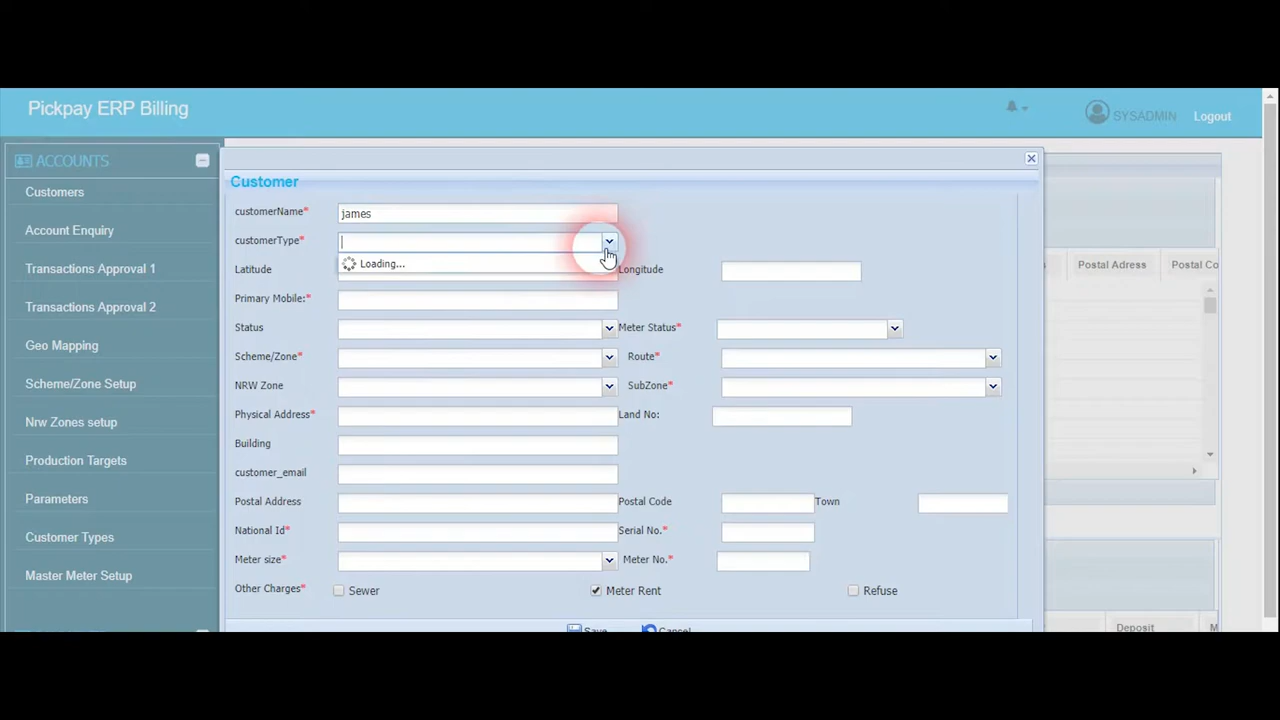 Pickpay ERP Billing
SYSADMIN Logout
ACCOUNTS
Customers
Account Enquiry
Transactions Approval 1
Transactions Approval 2
Geo Mapping
Scheme/Zone Setup
Nrw Zones setup
Production Targets
Parameters
Customer Types
Master Meter Setup
Customer
customerName* james
customerType*
Loading...
Latitude Longitude
Primary Mobile:*
Status Meter Status*
Scheme/Zone* Route*
NRW Zone SubZone*
Physical Address* Land No:
Building
customer_email
Postal Address Postal Code Town
National Id* Serial No.*
Meter size* Meter No.*
Other Charges* Sewer Meter Rent Refuse
Save Cancel
Postal Adress Postal Co
Deposit M